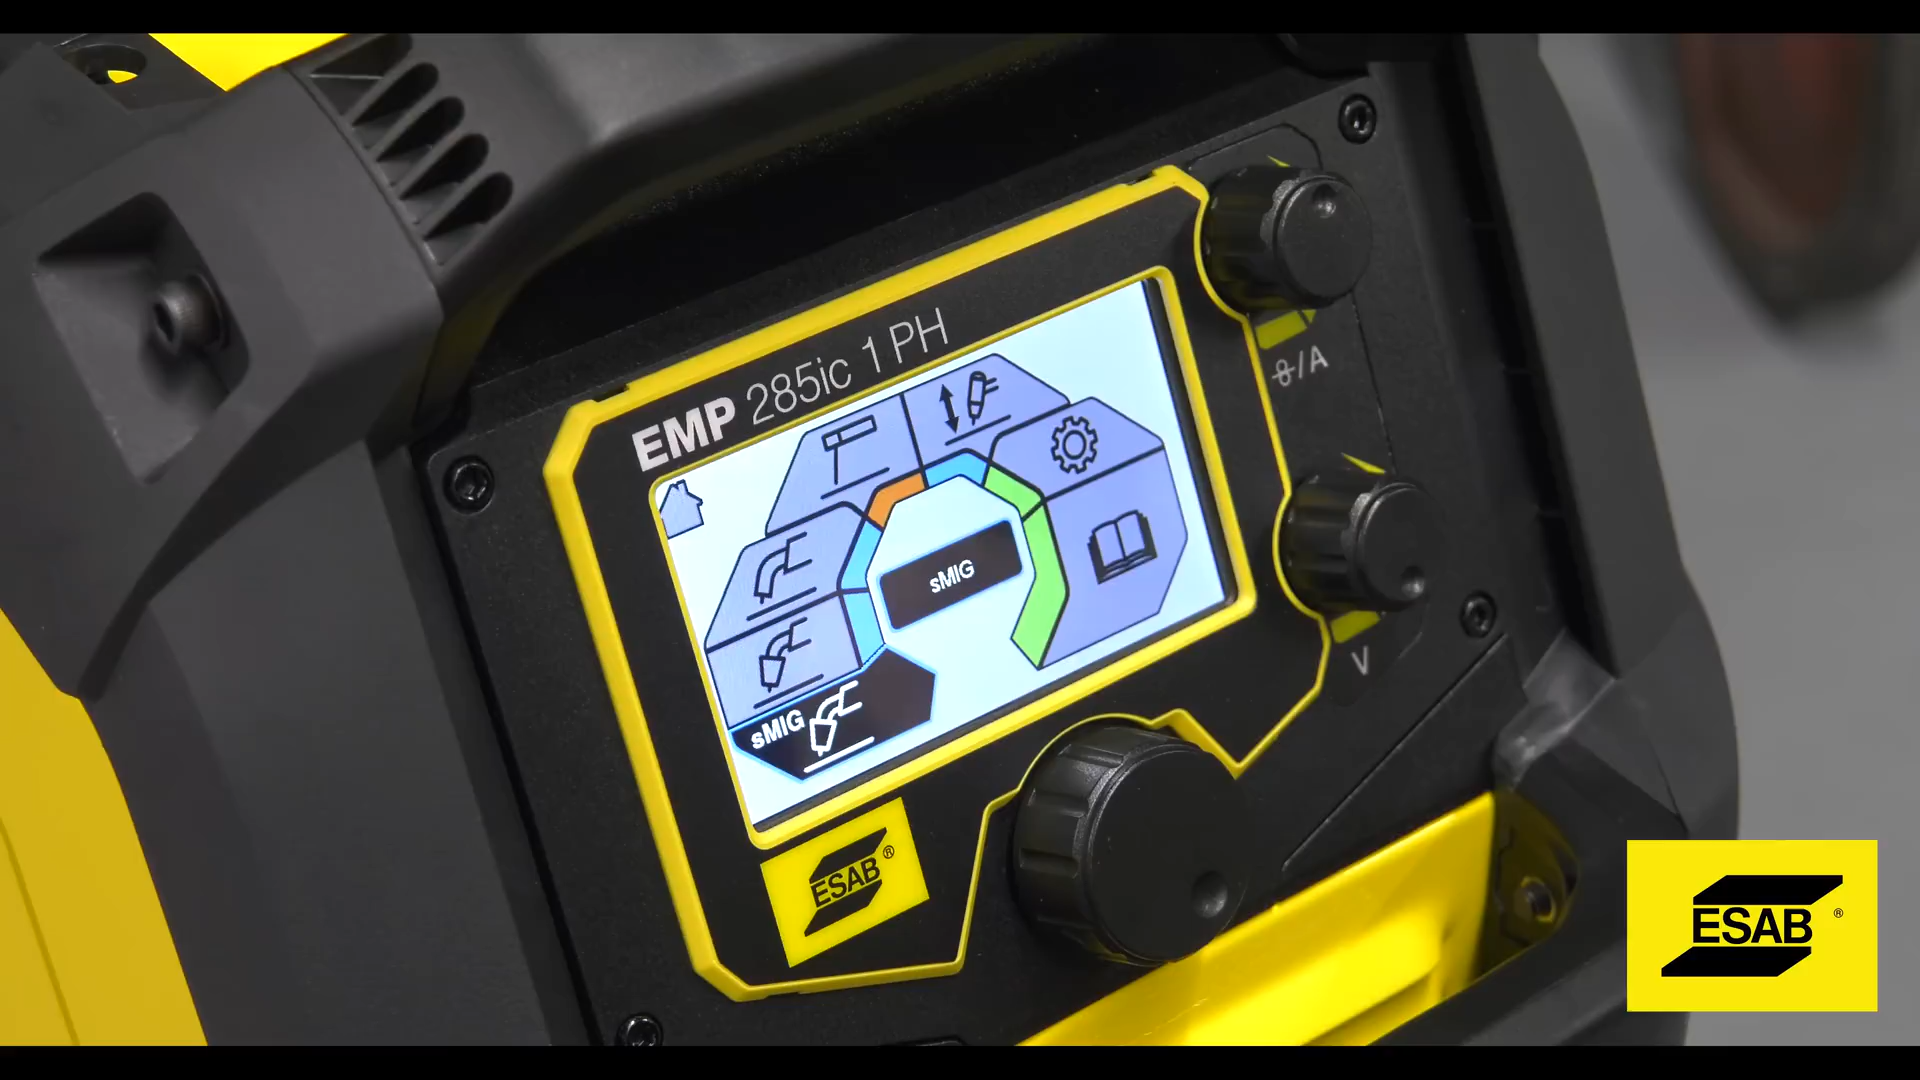 EMP 285ic 1 PH
sMIG
sMIG
/A
V
ESAB®
ESAB®